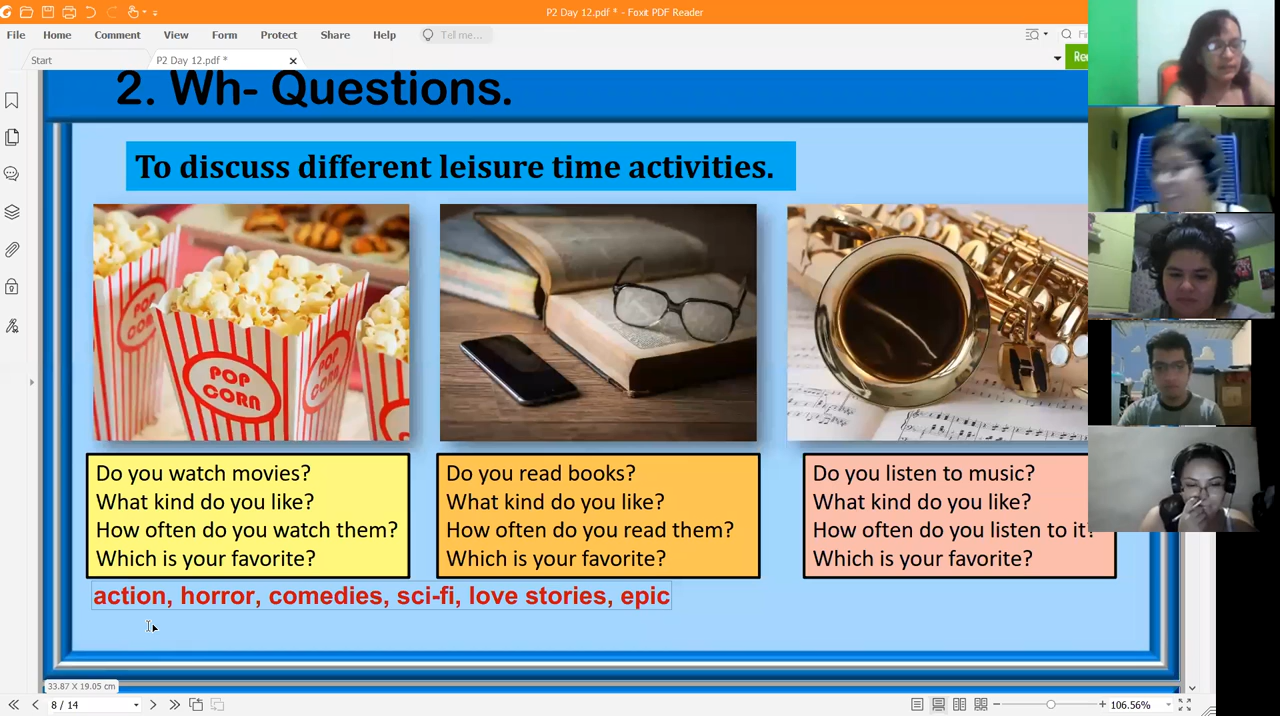 P2 Day 12.pdf * - Foxit PDF Reader
File Home Comment View Form Protect Share Help Tell me...
Start
P2 Day 12.pdf *
2. Wh- Questions.
To discuss different leisure time activities.
POP CORN
POP CORN
POP CORN
Do you watch movies?
What kind do you like?
How often do you watch them?
Which is your favorite?
Do you read books?
What kind do you like?
How often do you read them?
Which is your favorite?
Do you listen to music?
What kind do you like?
How often do you listen to it?
Which is your favorite?
action, horror, comedies, sci-fi, love stories, epic
33.87 X 19.05 cm
8 / 14
106.56%